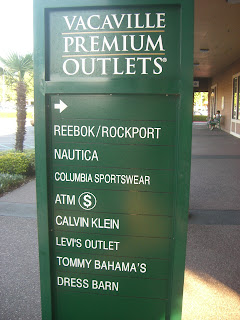 VACAVILLE
PREMIUM
OUTLETS®
REEBOK/ROCKPORT
NAUTICA
COLUMBIA SPORTSWEAR
ATM $
CALVIN KLEIN
LEVI'S OUTLET
TOMMY BAHAMA'S
DRESS BARN